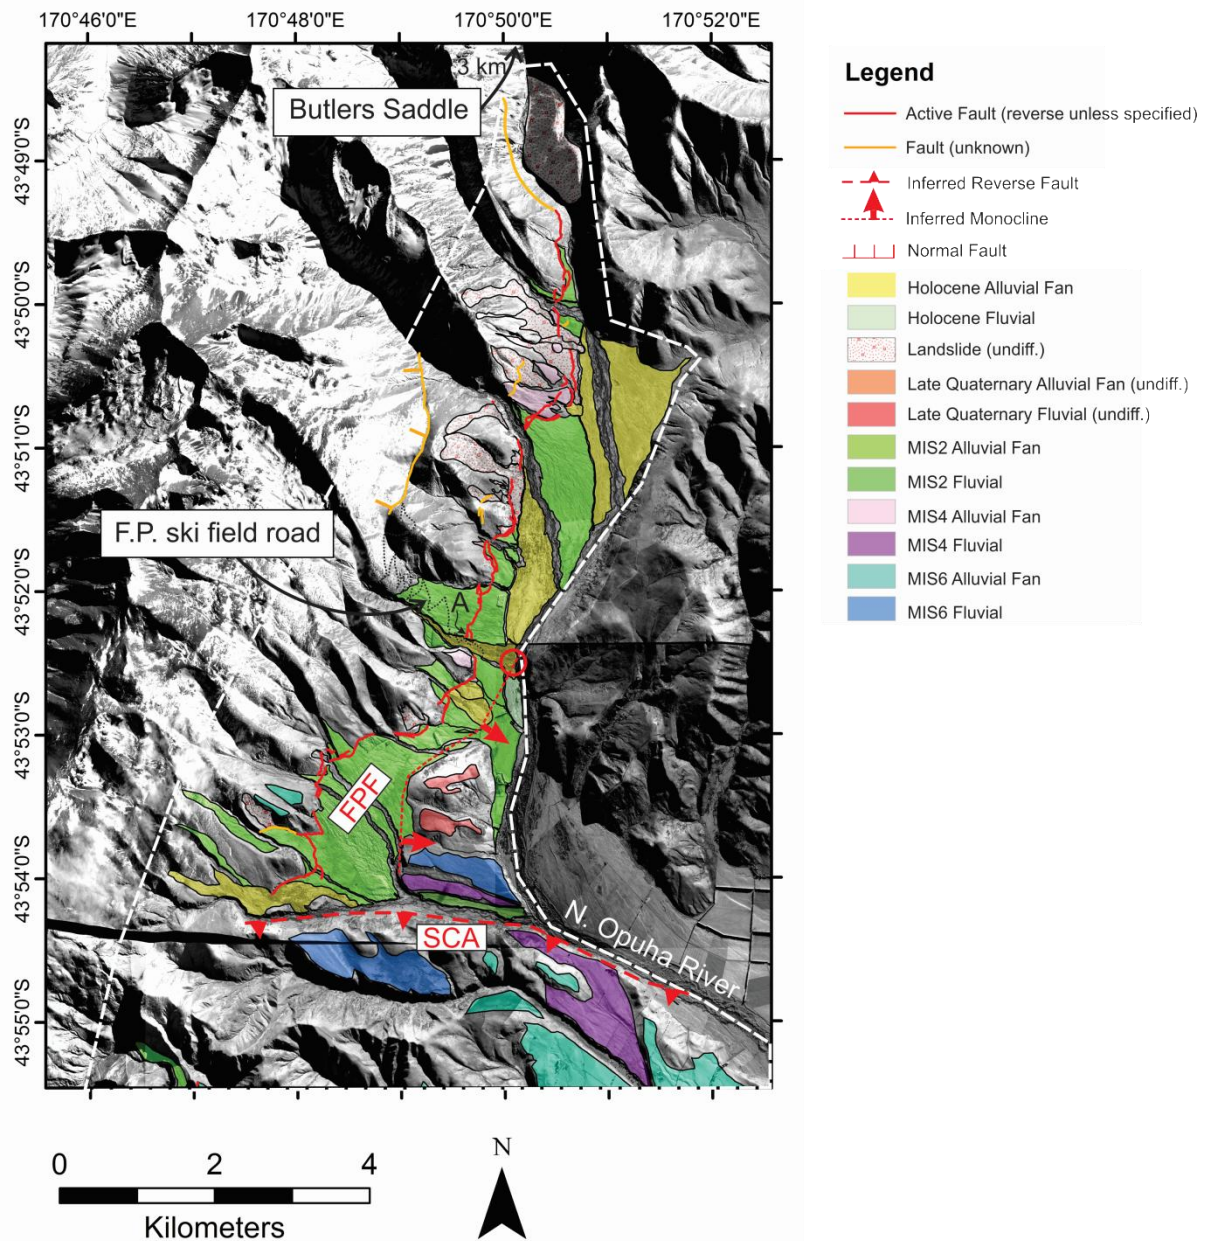 170°46'0"E 170°48'0"E 170°50'0"E 170°52'0"E
3 km
Butlers Saddle
43°49'0"S
43°50'0"S
43°51'0"S
F.P. ski field road
43°52'0"S
A
43°53'0"S
FPF
43°54'0"S
SCA
N. Opuha River
43°55'0"S
Legend
Active Fault (reverse unless specified)
Fault (unknown)
Inferred Reverse Fault
Inferred Monocline
Normal Fault
Holocene Alluvial Fan
Holocene Fluvial
Landslide (undiff.)
Late Quaternary Alluvial Fan (undiff.)
Late Quaternary Fluvial (undiff.)
MIS2 Alluvial Fan
MIS2 Fluvial
MIS4 Alluvial Fan
MIS4 Fluvial
MIS6 Alluvial Fan
MIS6 Fluvial
0 2 4
Kilometers
N